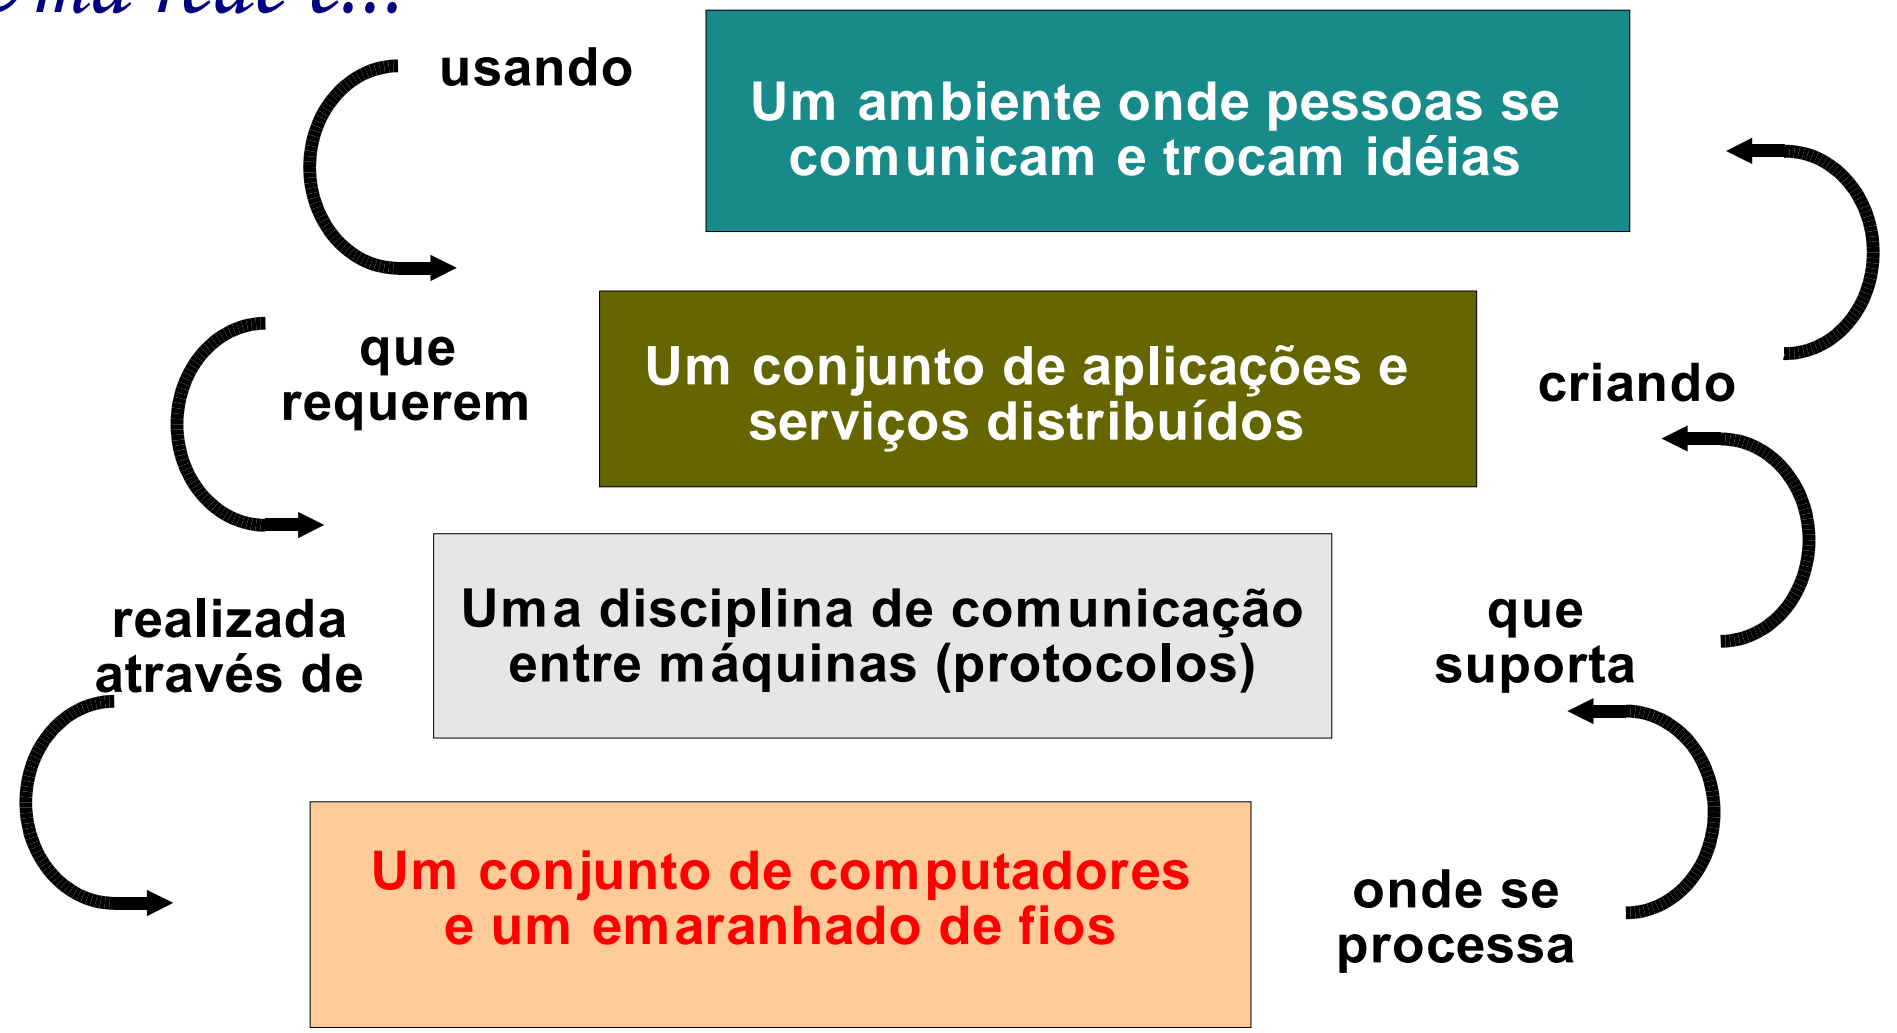 Uma rede é...
usando
Um ambiente onde pessoas se
comunicam e trocam idéias
que
requerem
Um conjunto de aplicações e
serviços distribuídos
criando
realizada
através de
Uma disciplina de comunicação
entre máquinas (protocolos)
que
suporta
Um conjunto de computadores
e um emaranhado de fios
onde se
processa